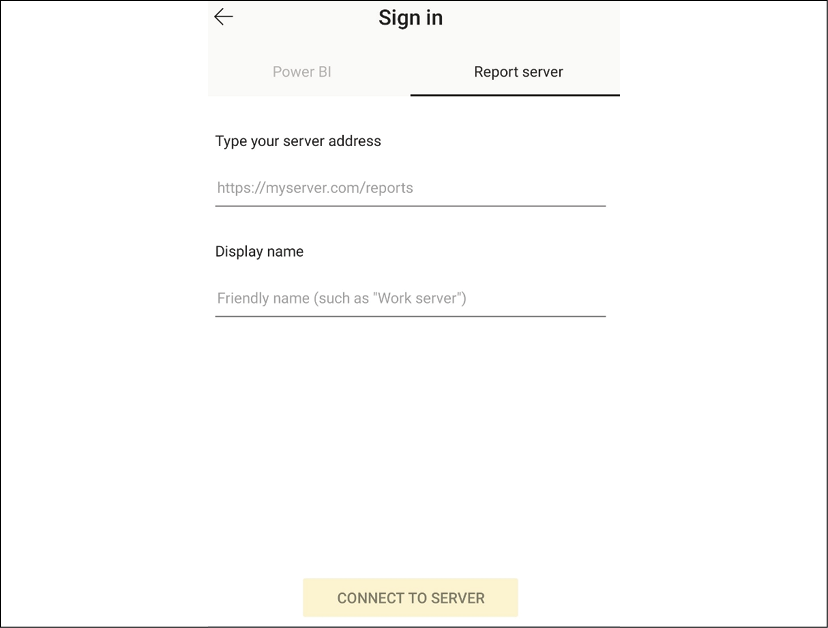 Sign in
Power BI
Report server
Type your server address
https://myserver.com/reports
Display name
Friendly name (such as "Work server")
CONNECT TO SERVER